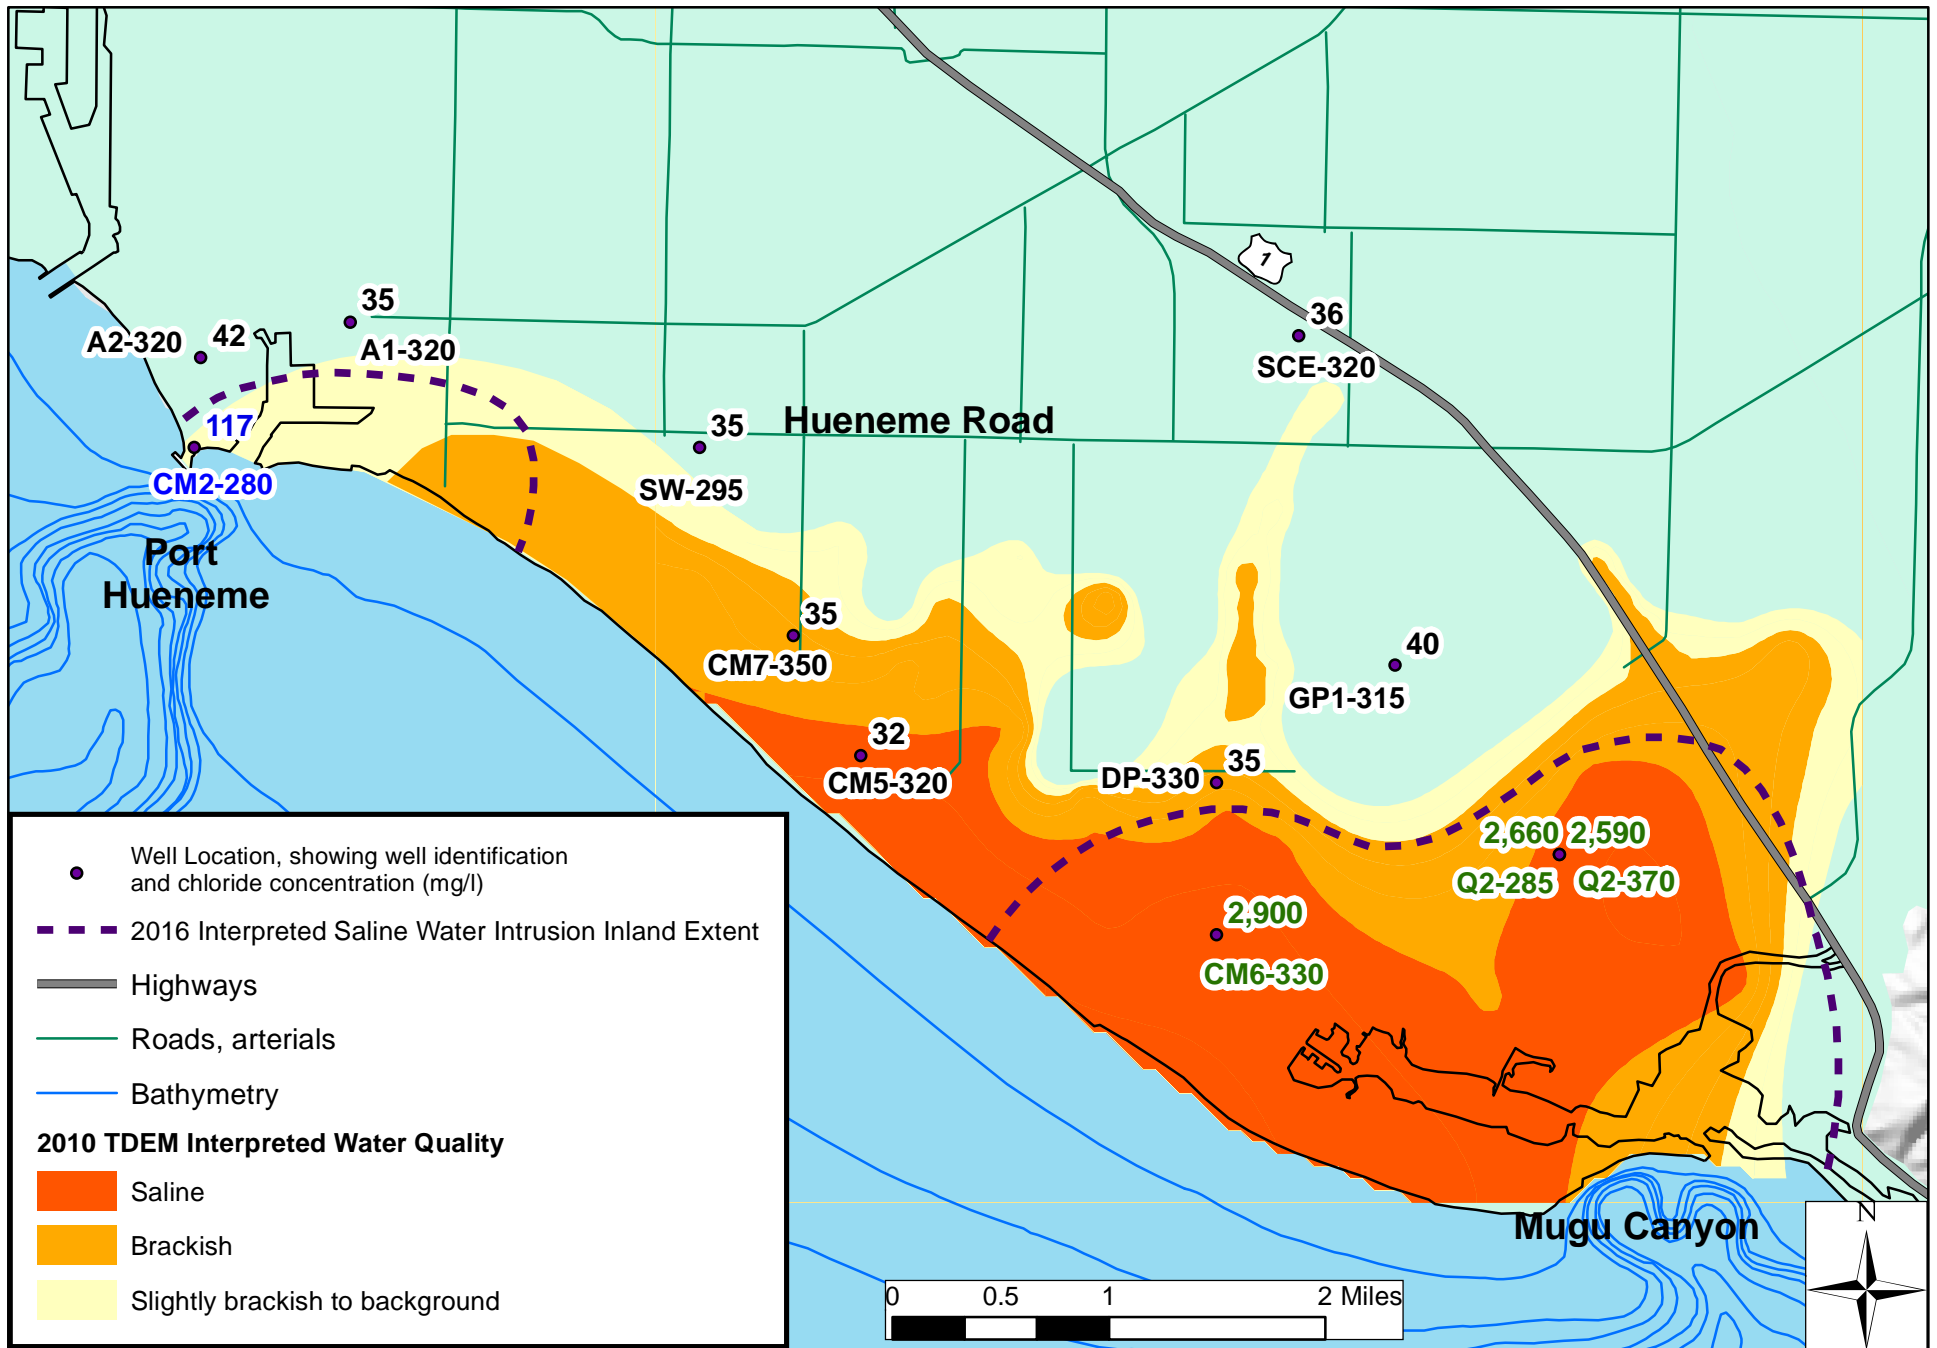 1
35
36
A2-320
42
A1-320
SCE-320
117
35
Hueneme Road
CM2-280
SW-295
Port
Hueneme
35
40
CM7-350
GP1-315
32
35
CM5-320
DP-330
2,660 2,590
Q2-285 Q2-370
2,900
CM6-330
Well Location, showing well identification
and chloride concentration (mg/l)
2016 Interpreted Saline Water Intrusion Inland Extent
Highways
Roads, arterials
Bathymetry
2010 TDEM Interpreted Water Quality
Saline
Brackish
Slightly brackish to background
Mugu Canyon
N
0 0.5 1 2 Miles